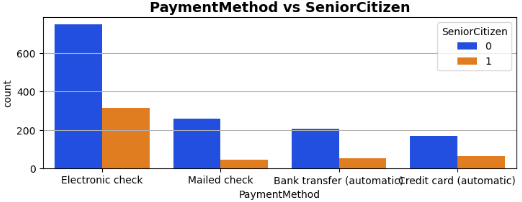 PaymentMethod vs SeniorCitizen
SeniorCitizen
0
1
600
400
200
0
count
Electronic check
Mailed check
Bank transfer (automatic)
Credit card (automatic)
PaymentMethod